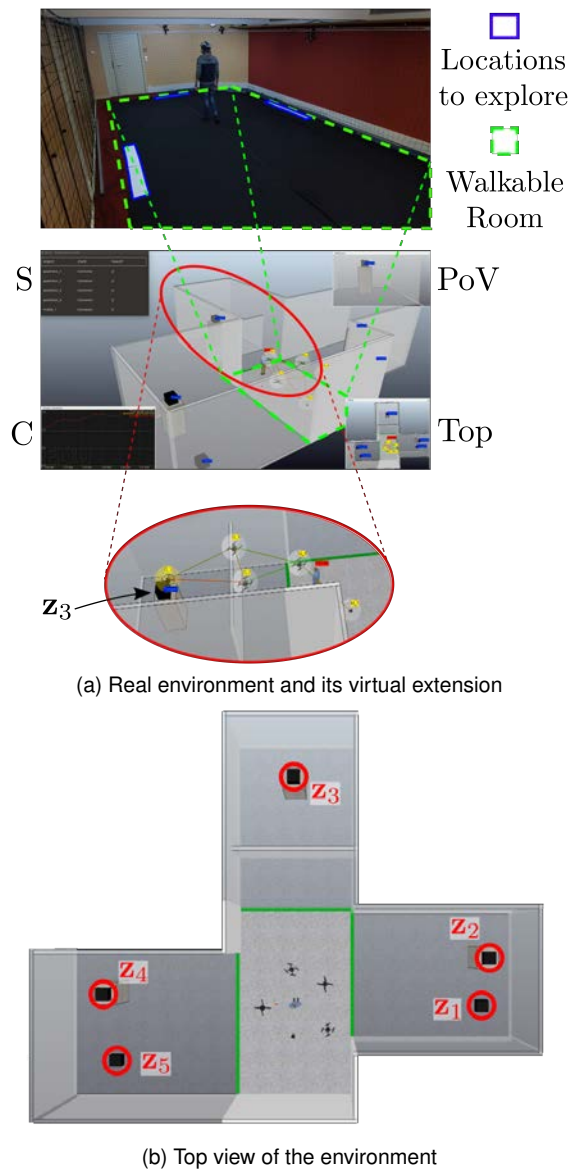 Locations
to explore
Walkable
Room
S
PoV
C
Top
z3
(a) Real environment and its virtual extension
z3
z2
z4
z1
z5
(b) Top view of the environment